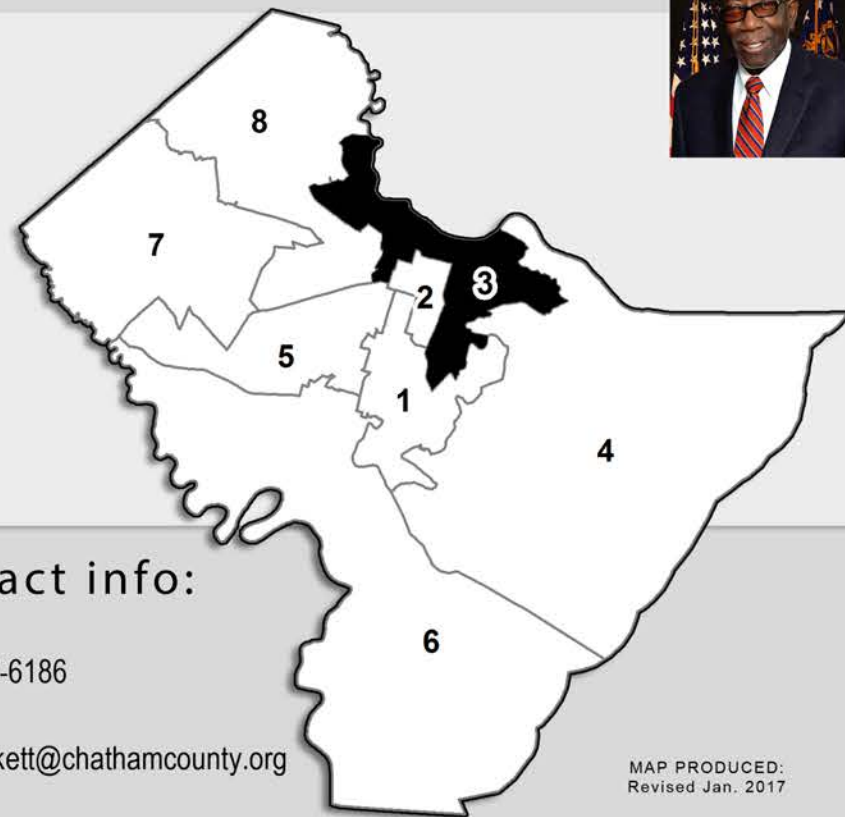 8
7
3
2
5
1
4
act info:
6
-6186
kett@chathamcounty.org
MAP PRODUCED:
Revised Jan. 2017